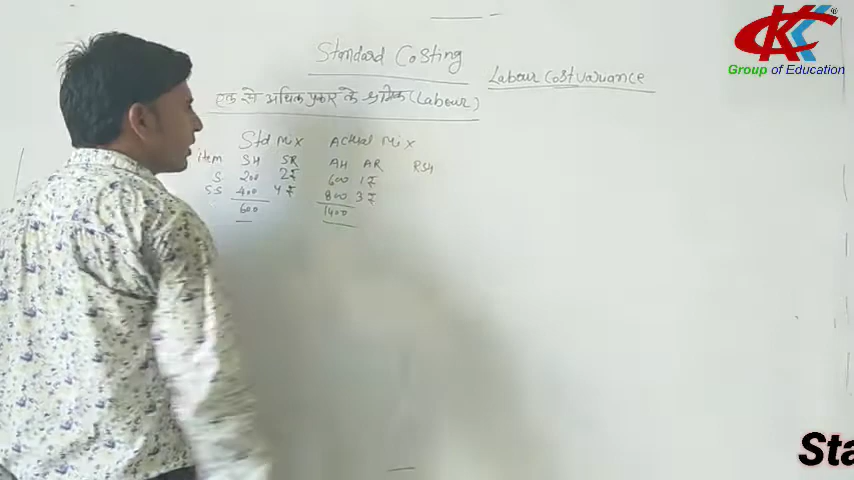 Standard Costing
Labour Cost variance
एक से अधिक प्रकार के श्रमिक (Labour)
Std Mix Actual Mix
item SH SR AH AR RSH
S 200 2₹ 600 1₹
SS 400 4₹ 800 3₹
600 1400
KK
Group of Education
Sta